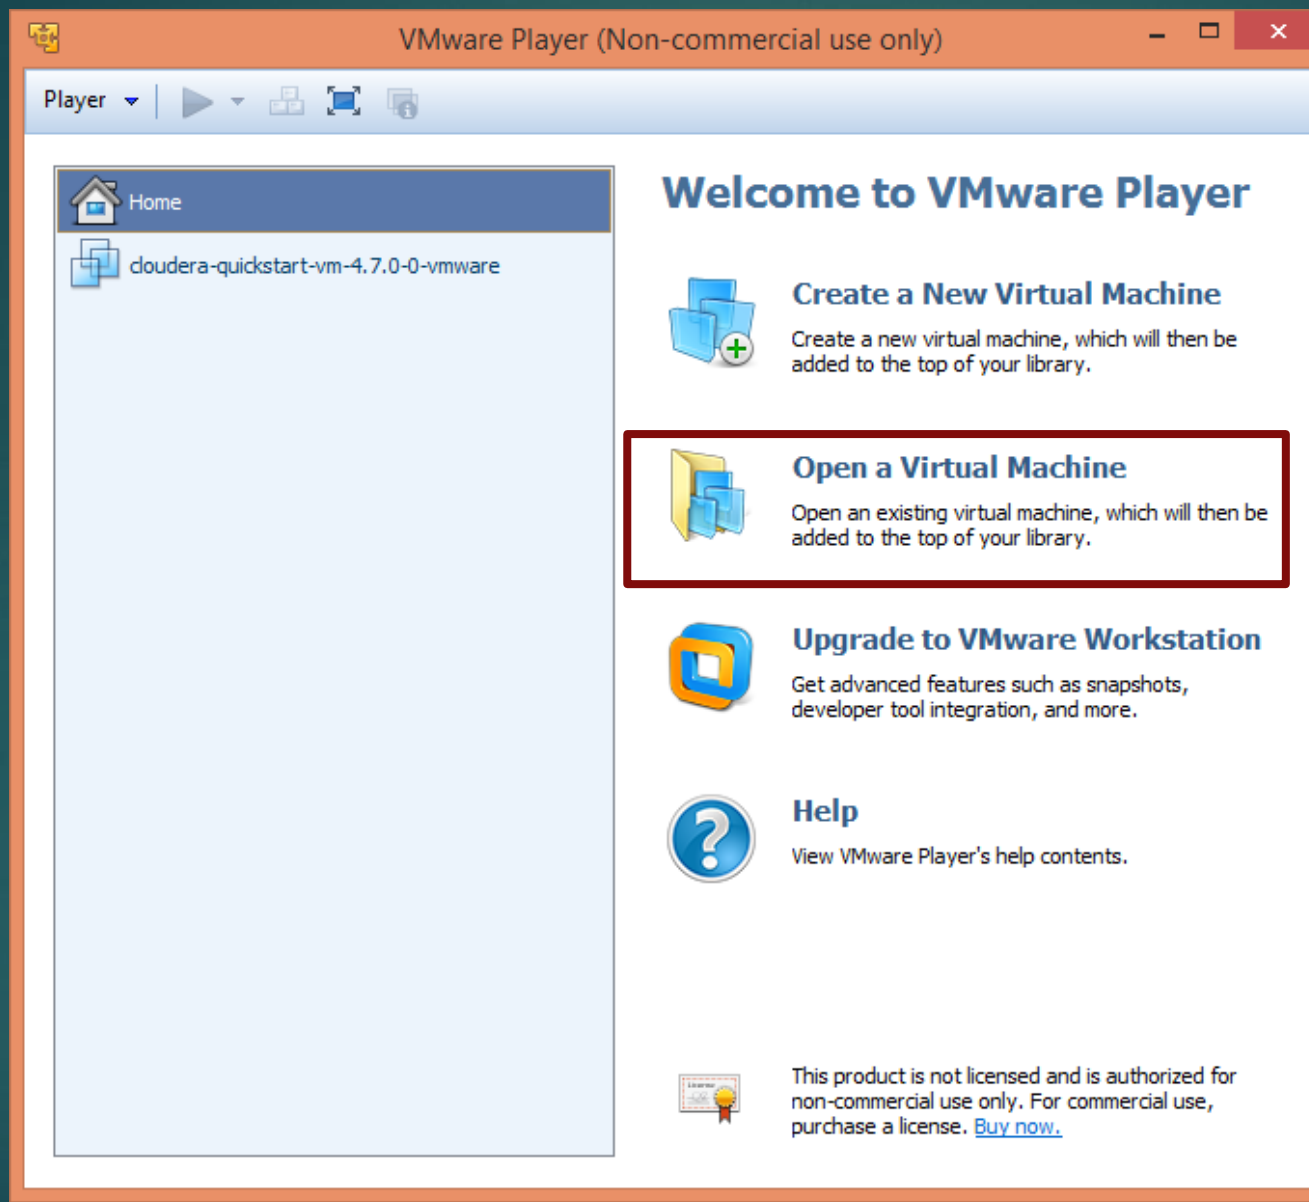 VMware Player (Non-commercial use only)
Player
Home
cloudera-quickstart-vm-4.7.0-0-vmware
Welcome to VMware Player
Create a New Virtual Machine
Create a new virtual machine, which will then be
added to the top of your library.
Open a Virtual Machine
Open an existing virtual machine, which will then be
added to the top of your library.
Upgrade to VMware Workstation
Get advanced features such as snapshots,
developer tool integration, and more.
Help
View VMware Player's help contents.
This product is not licensed and is authorized for
non-commercial use only. For commercial use,
purchase a license. Buy now.